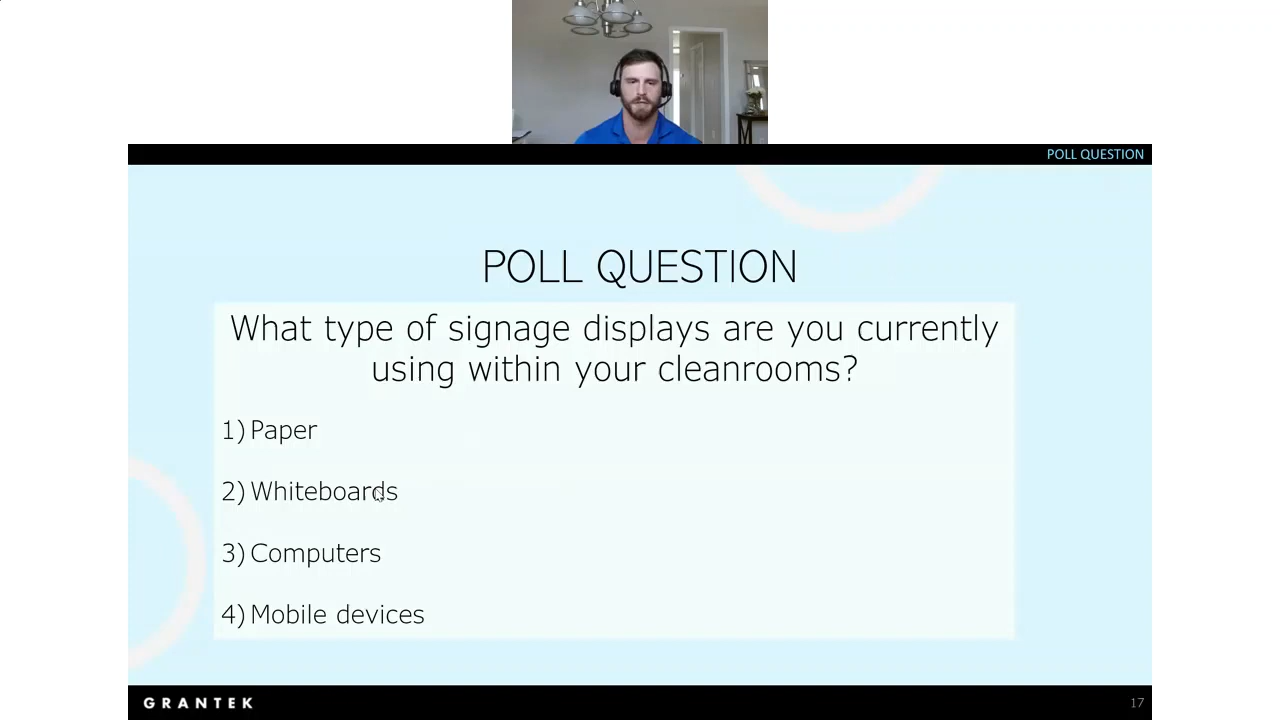 POLL QUESTION
POLL QUESTION
What type of signage displays are you currently
using within your cleanrooms?
1) Paper
2) Whiteboards
3) Computers
4) Mobile devices
GRANTEK
17